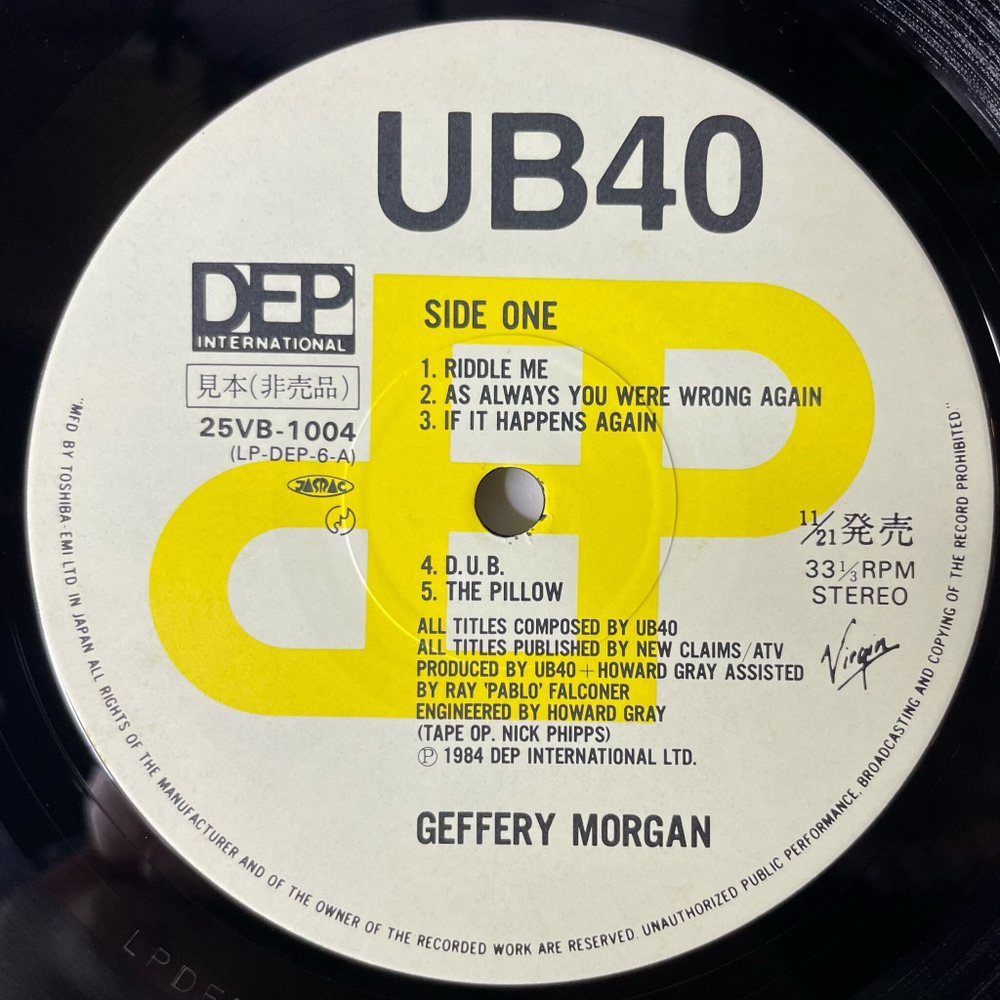 UB40
DEP
INTERNATIONAL
見本(非売品)
25VB-1004
(LP-DEP-6-A)
JASRAC
SIDE ONE
1. RIDDLE ME
2. AS ALWAYS YOU WERE WRONG AGAIN
3. IF IT HAPPENS AGAIN
4. D.U.B.
5. THE PILLOW
11/21発売
33 1/3 RPM
STEREO
Virgin
ALL TITLES COMPOSED BY UB40
ALL TITLES PUBLISHED BY NEW CLAIMS/ATV
PRODUCED BY UB40+HOWARD GRAY ASSISTED
BY RAY 'PABLO' FALCONER
ENGINEERED BY HOWARD GRAY
(TAPE OP. NICK PHIPPS)
Ⓟ 1984 DEP INTERNATIONAL LTD.
GEFFERY MORGAN
"MFD. BY TOSHIBA-EMI LTD IN JAPAN ALL RIGHTS OF THE MANUFACTURER AND OF THE OWNER OF THE RECORDED WORK ARE RESERVED. UNAUTHORIZED PUBLIC PERFORMANCE, BROADCASTING AND COPYING OF THE RECORD PROHIBITED."